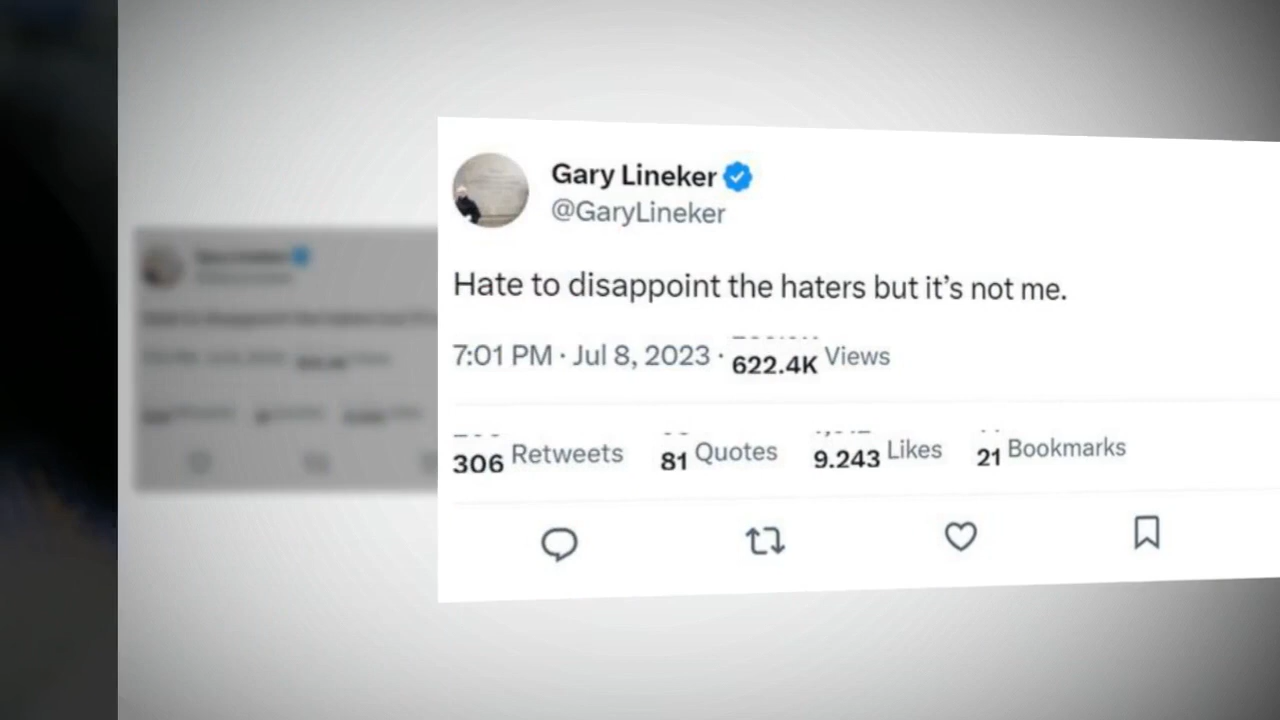 Gary Lineker
@GaryLineker
Hate to disappoint the haters but it’s not me.
7:01 PM · Jul 8, 2023 · 622.4K Views
306 Retweets 81 Quotes 9.243 Likes 21 Bookmarks